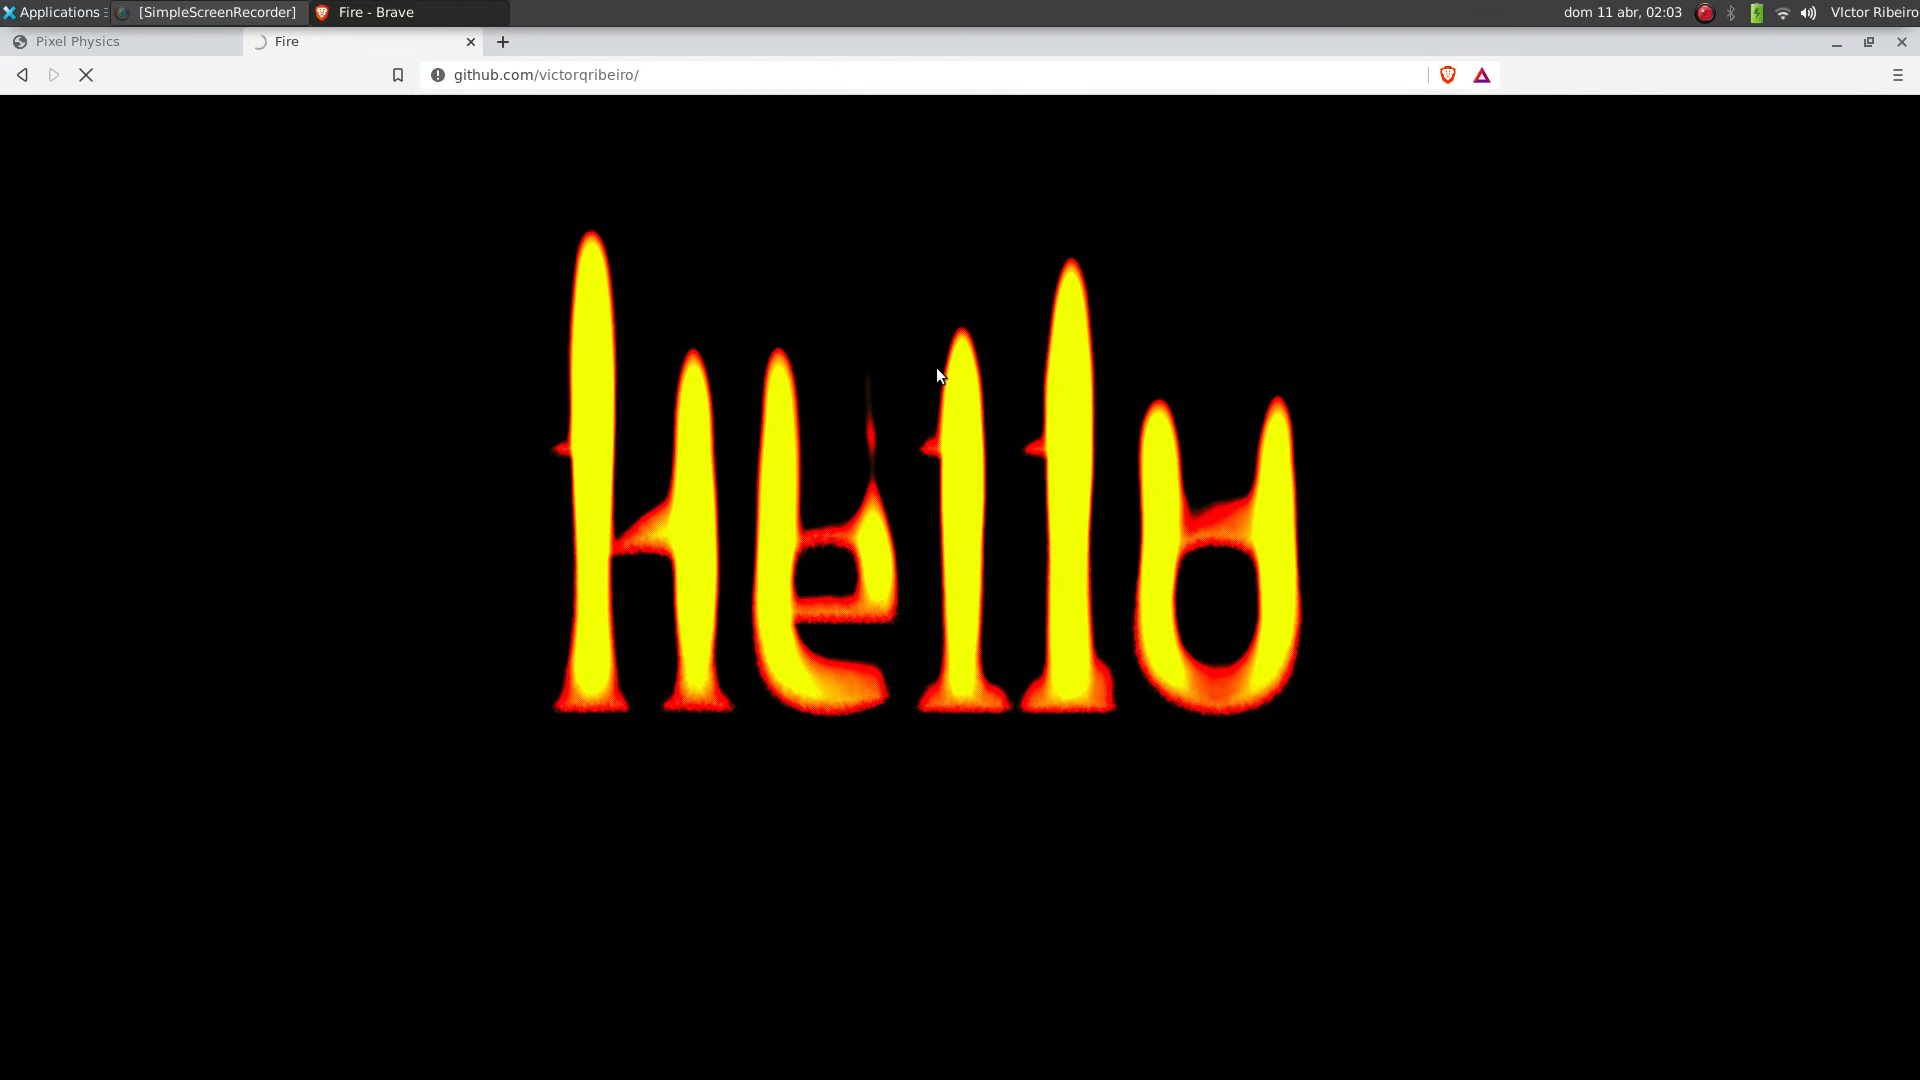 Applications
[SimpleScreenRecorder]
Fire - Brave
dom 11 abr, 02:03
VIctor Ribeiro
Pixel Physics
Fire
github.com/victorqribeiro/
hello